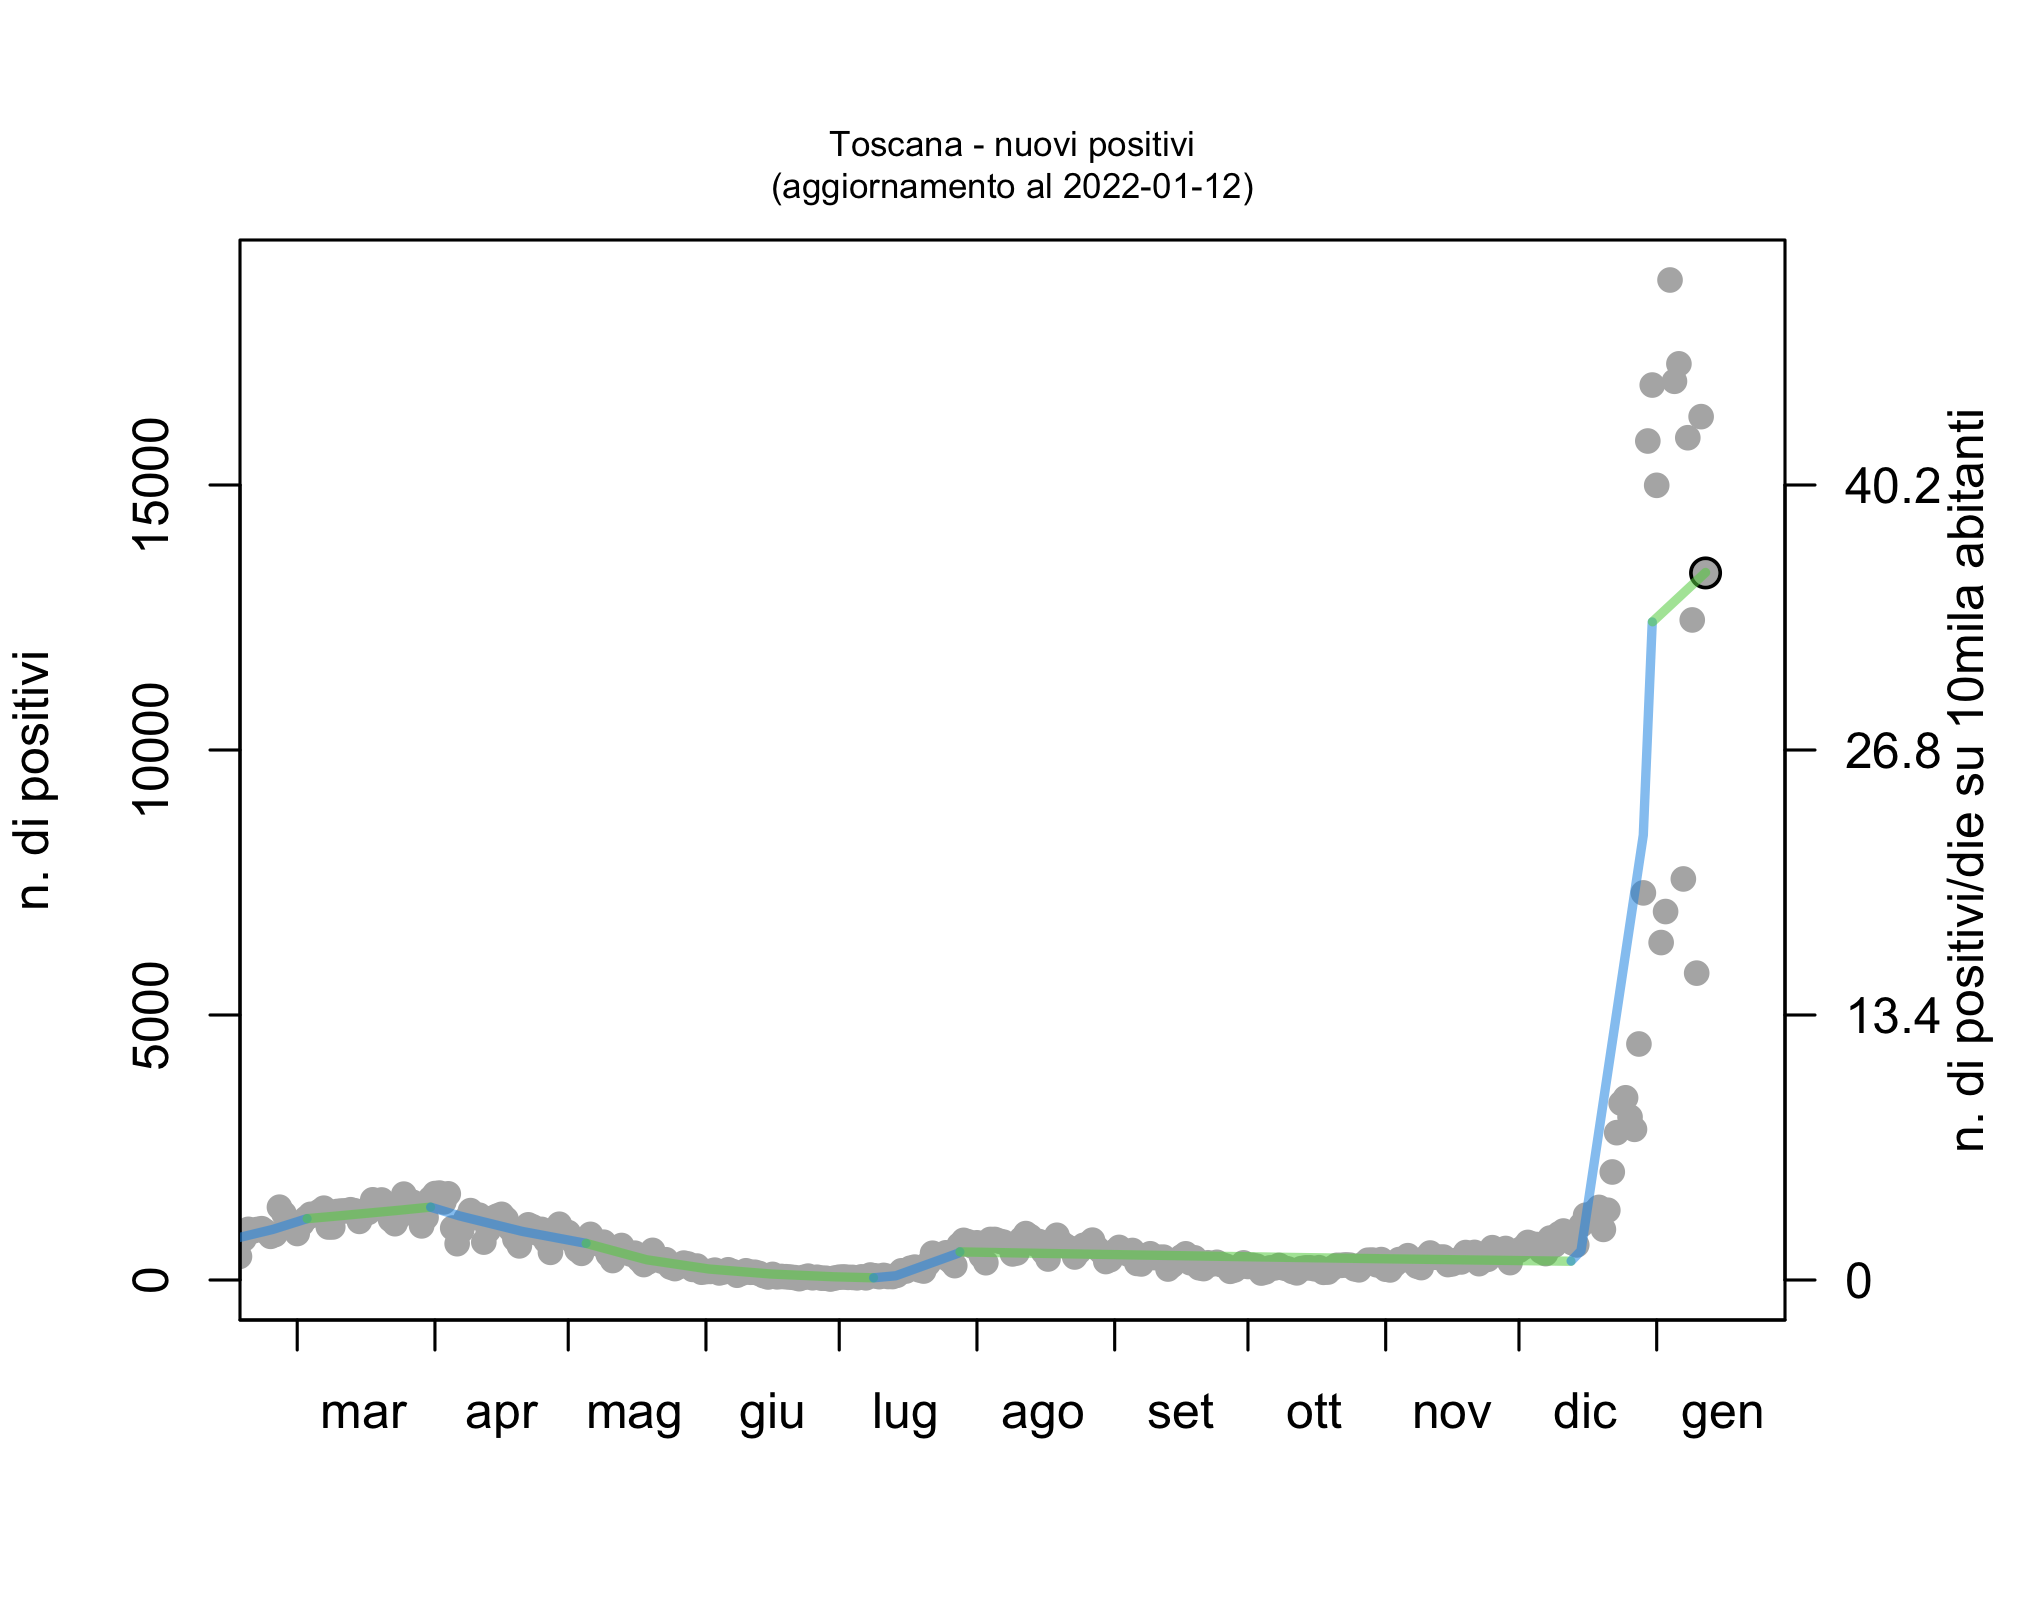 Toscana - nuovi positivi
(aggiornamento al 2022-01-12)
n. di positivi
15000
10000
5000
0
40.2
26.8
13.4
0
n. di positivi/die su 10mila abitanti
mar apr mag giu lug ago set ott nov dic gen